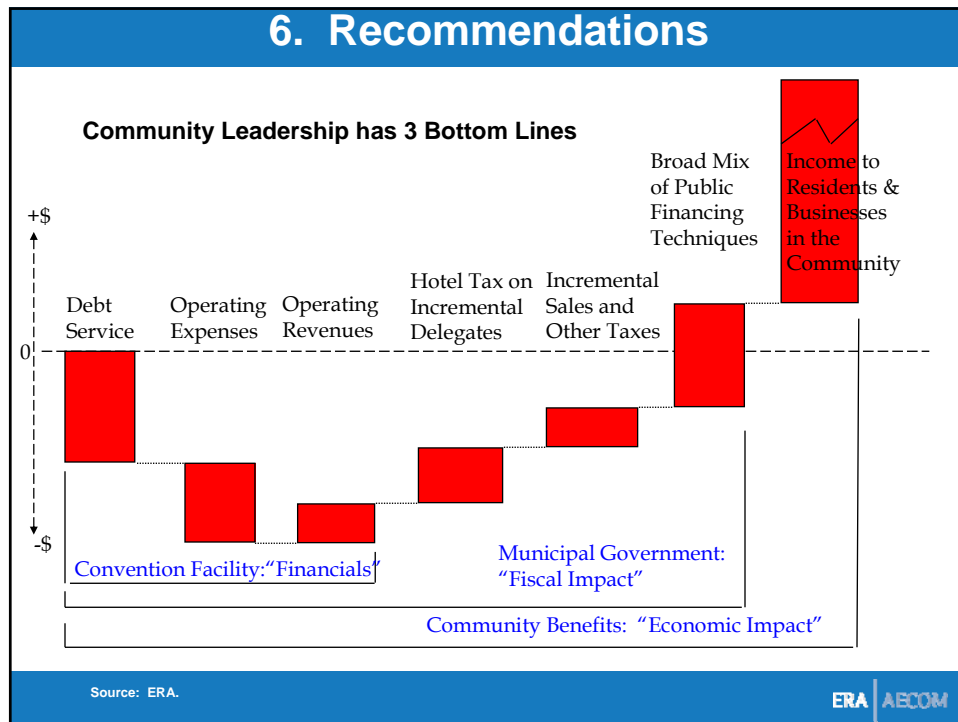 6. Recommendations
Community Leadership has 3 Bottom Lines
Broad Mix
of Public
Financing
Techniques
Income to
Residents &
Businesses
in the
Community
+$
Hotel Tax on
Incremental
Delegates
Incremental
Sales and
Other Taxes
Debt
Service
Operating
Expenses
Operating
Revenues
0
-$
Convention Facility:“Financials”
Municipal Government:
“Fiscal Impact”
Community Benefits: “Economic Impact”
Source: ERA.
ERA AECOM